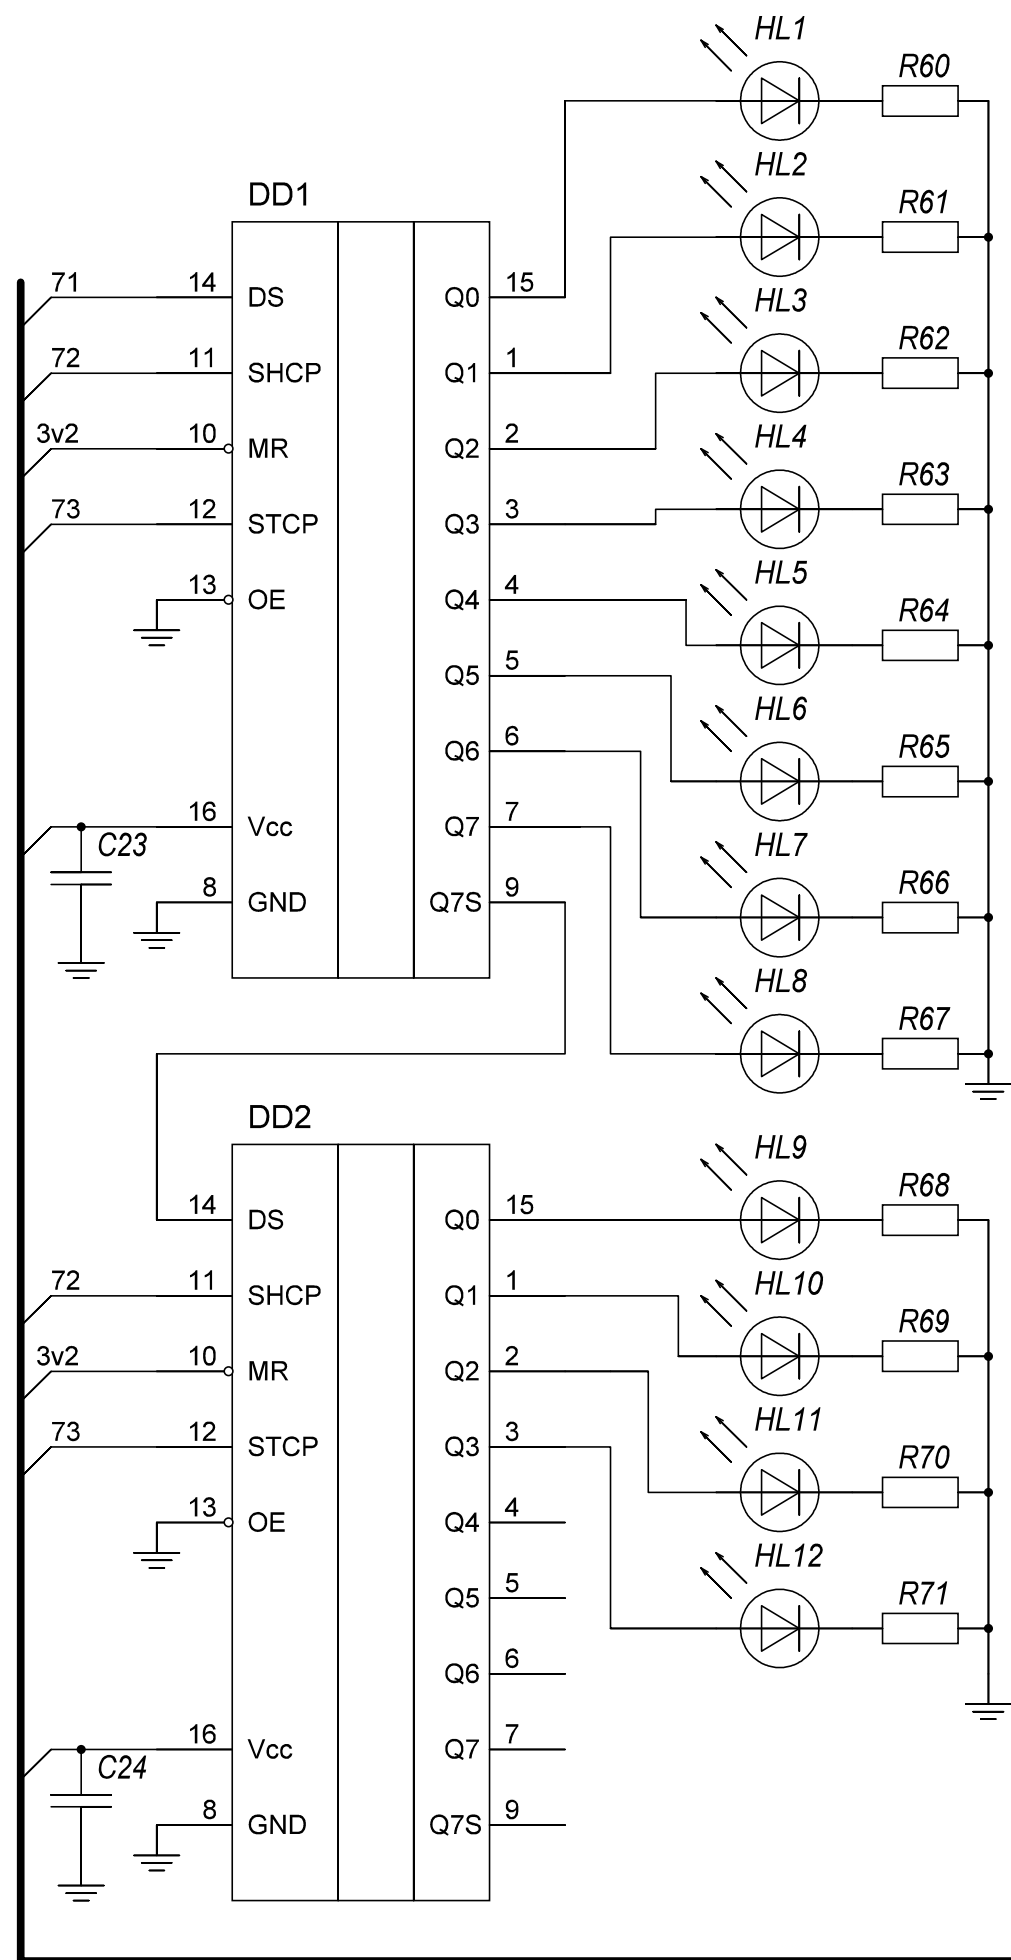 HL1
R60
HL2
DD1
R61
71 14 DS Q0 15
HL3
72 11 SHCP Q1 1
R62
3v2 10 MR Q2 2
HL4
73 12 STCP Q3 3
R63
13 OE Q4 4
HL5
R64
Q5 5
HL6
Q6 6
R65
16 Vcc Q7 7
C23
HL7
8 GND Q7S 9
R66
HL8
R67
DD2
HL9
14 DS Q0 15
R68
72 11 SHCP Q1 1
HL10
R69
3v2 10 MR Q2 2
HL11
73 12 STCP Q3 3
R70
13 OE Q4 4
HL12
Q5 5
R71
Q6 6
16 Vcc Q7 7
C24
8 GND Q7S 9